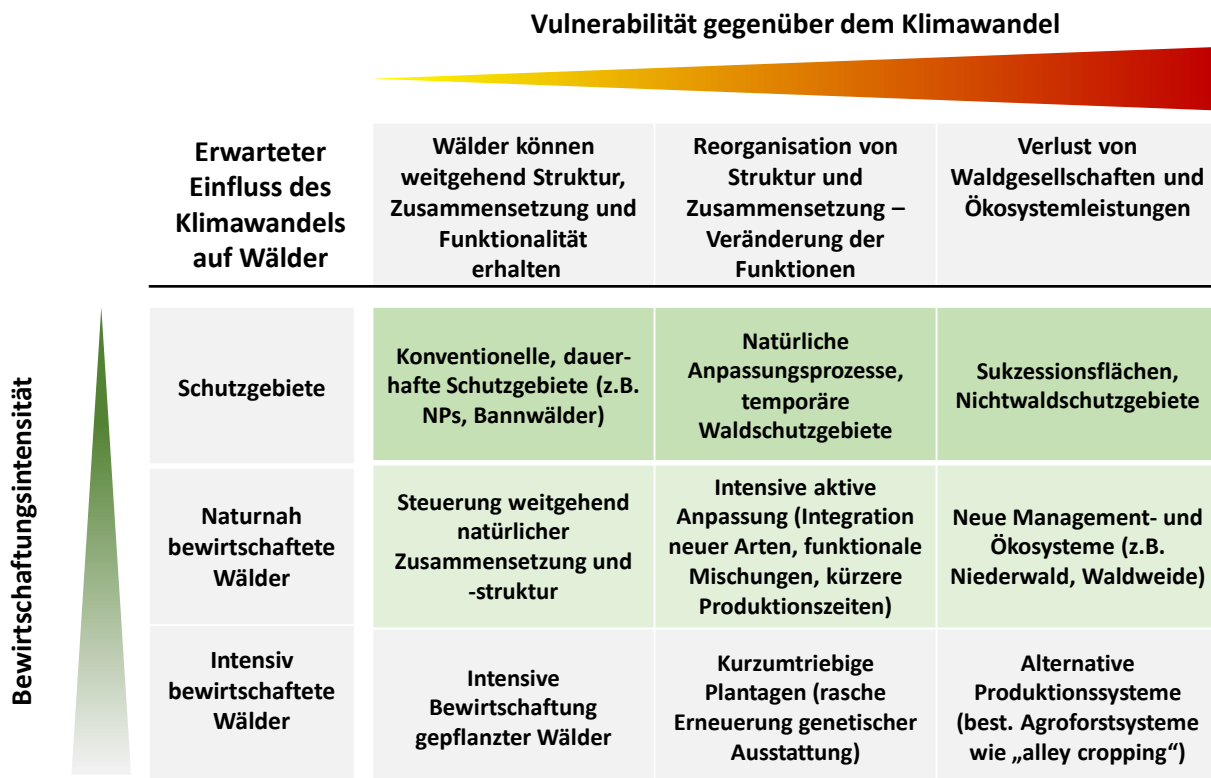 Vulnerabilität gegenüber dem Klimawandel
Erwarteter
Einfluss des
Klimawandels
auf Wälder
Wälder können
weitgehend Struktur,
Zusammensetzung und
Funktionalität
erhalten
Reorganisation von
Struktur und
Zusammensetzung –
Veränderung der
Funktionen
Verlust von
Waldgesellschaften und
Ökosystemleistungen
Bewirtschaftungsintensität
Schutzgebiete
Konventionelle, dauer-
hafte Schutzgebiete (z.B.
NPs, Bannwälder)
Natürliche
Anpassungsprozesse,
temporäre
Waldschutzgebiete
Sukzessionsflächen,
Nichtwaldschutzgebiete
Naturnah
bewirtschaftete
Wälder
Steuerung weitgehend
natürlicher
Zusammensetzung und
-struktur
Intensive aktive
Anpassung (Integration
neuer Arten, funktionale
Mischungen, kürzere
Produktionszeiten)
Neue Management- und
Ökosysteme (z.B.
Niederwald, Waldweide)
Intensiv
bewirtschaftete
Wälder
Intensive
Bewirtschaftung
gepflanzter Wälder
Kurzumtriebige
Plantagen (rasche
Erneuerung genetischer
Ausstattung)
Alternative
Produktionssysteme
(best. Agroforstsysteme
wie „alley cropping“)